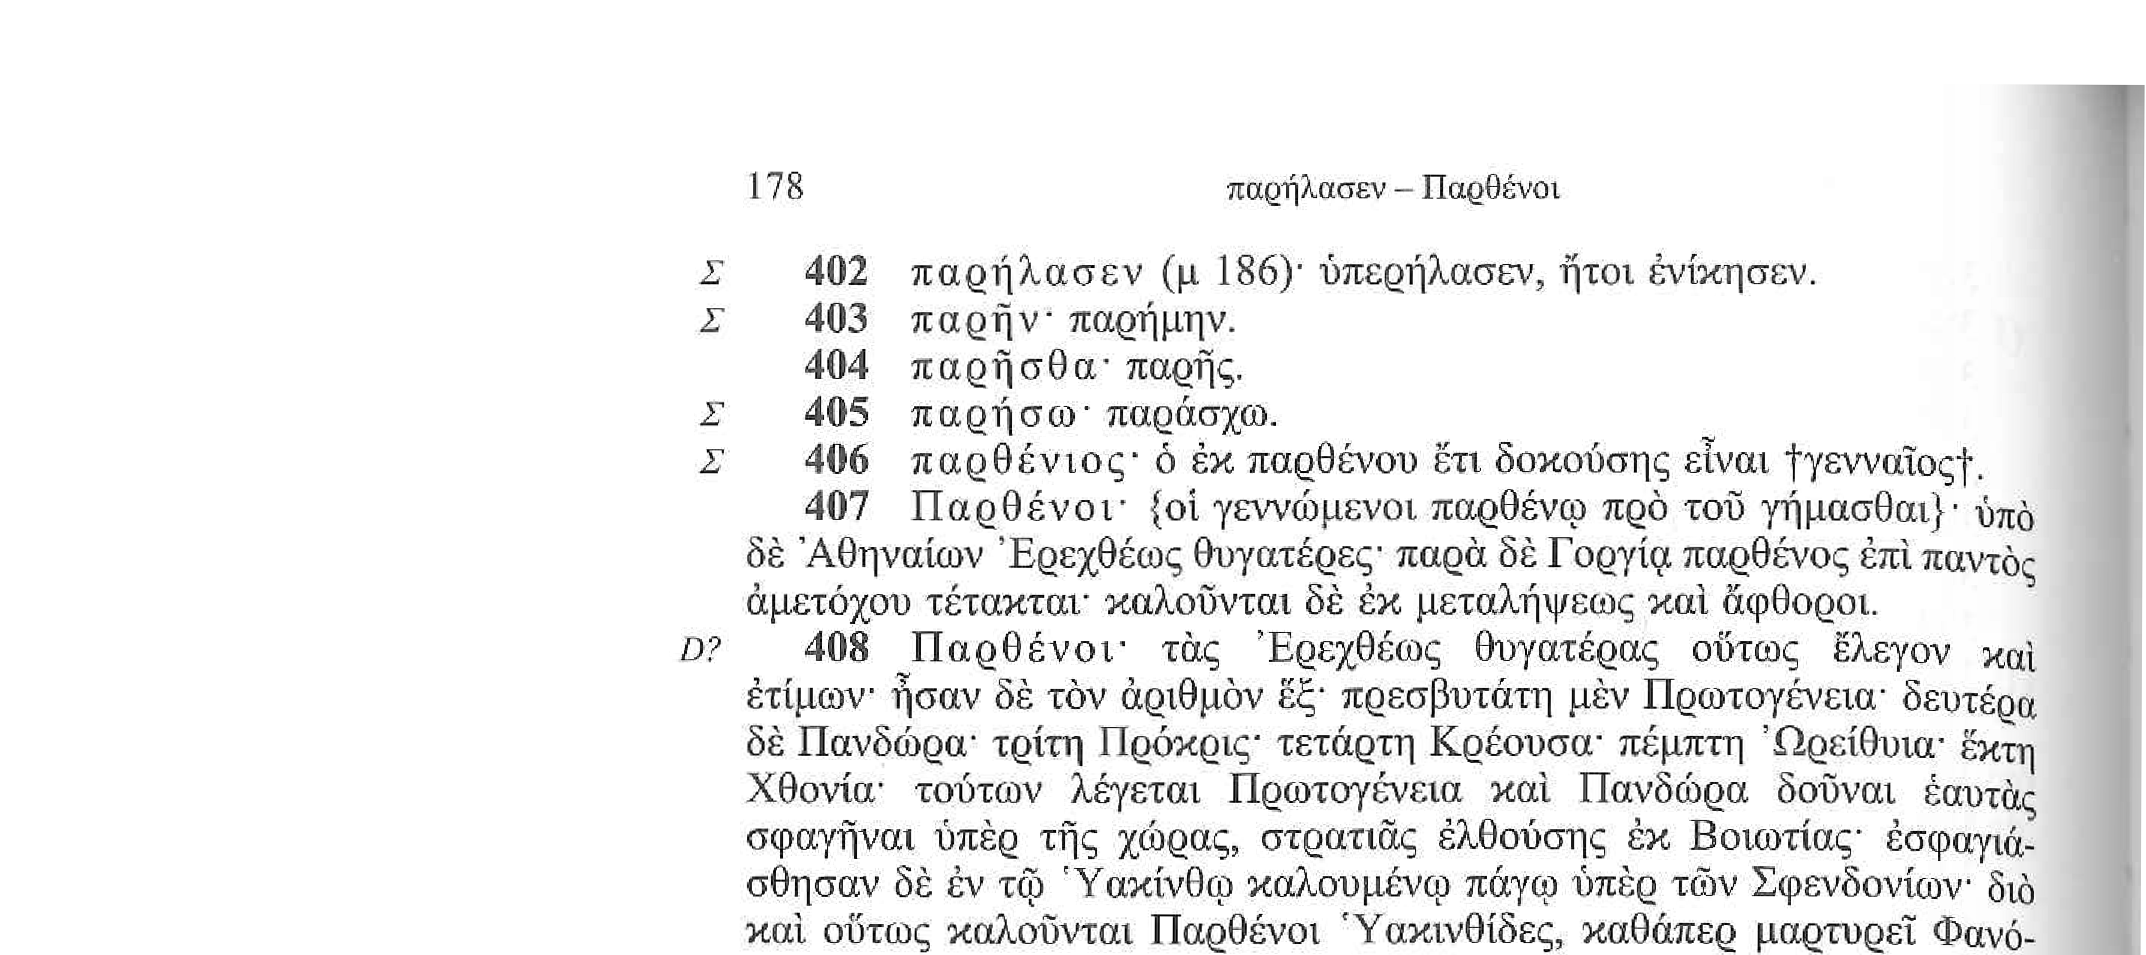 178 παρήλασεν – Παρθένοι
Σ 402 παρήλασεν (μ 186)· ὑπερήλασεν, ἤτοι ἐνίκησεν.
Σ 403 παρῆν· παρήμην.
404 παρῆσθα· παρῆς.
Σ 405 παρήσω· παράσχω.
Σ 406 παρθένιος· ὁ ἐκ παρθένου ἔτι δοκούσης εἶναι †γενναῖος†.
407 Παρθένοι· {οἱ γεννώμενοι παρθένῳ πρὸ τοῦ γήμασθαι}· ὑπὸ
δὲ Ἀθηναίων Ἐρεχθέως θυγατέρες· παρὰ δὲ Γοργίᾳ παρθένος ἐπὶ παντὸς
ἀμετόχου τέτακται· καλοῦνται δὲ ἐκ μεταλήψεως καὶ ἄφθοροι.
D? 408 Παρθένοι· τὰς Ἐρεχθέως θυγατέρας οὕτως ἔλεγον καὶ
ἐτίμων· ἦσαν δὲ τὸν ἀριθμὸν ἕξ· πρεσβυτάτη μὲν Πρωτογένεια· δευτέρα
δὲ Πανδώρα· τρίτη Πρόκρις· τετάρτη Κρέουσα· πέμπτη Ὠρείθυια· ἕκτη
Χθονία· τούτων λέγεται Πρωτογένεια καὶ Πανδώρα δοῦναι ἑαυτὰς
σφαγῆναι ὑπὲρ τῆς χώρας, στρατιᾶς ἐλθούσης ἐκ Βοιωτίας· ἐσφαγιά-
σθησαν δὲ ἐν τῷ Ὑακίνθῳ καλουμένῳ πάγῳ ὑπὲρ τῶν Σφενδονίων· διὸ
καὶ οὕτως καλοῦνται Παρθένοι Ὑακινθίδες, καθάπερ μαρτυρεῖ Φανό-